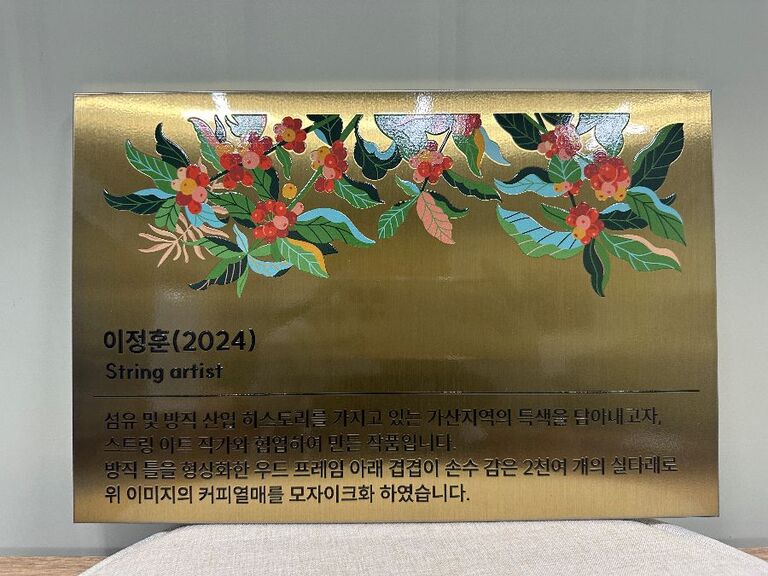 이정훈(2024)
String artist
섬유 및 방직 산업 히스토리를 가지고 있는 가산지역의 특색을 담아내고자,
스트링 아트 작가와 협업하여 만든 작품입니다.
방직 틀을 형상화한 우드 프레임 아래 겹겹이 손수 감은 2천여 개의 실타래로
위 이미지의 커피열매를 모자이크화 하였습니다.